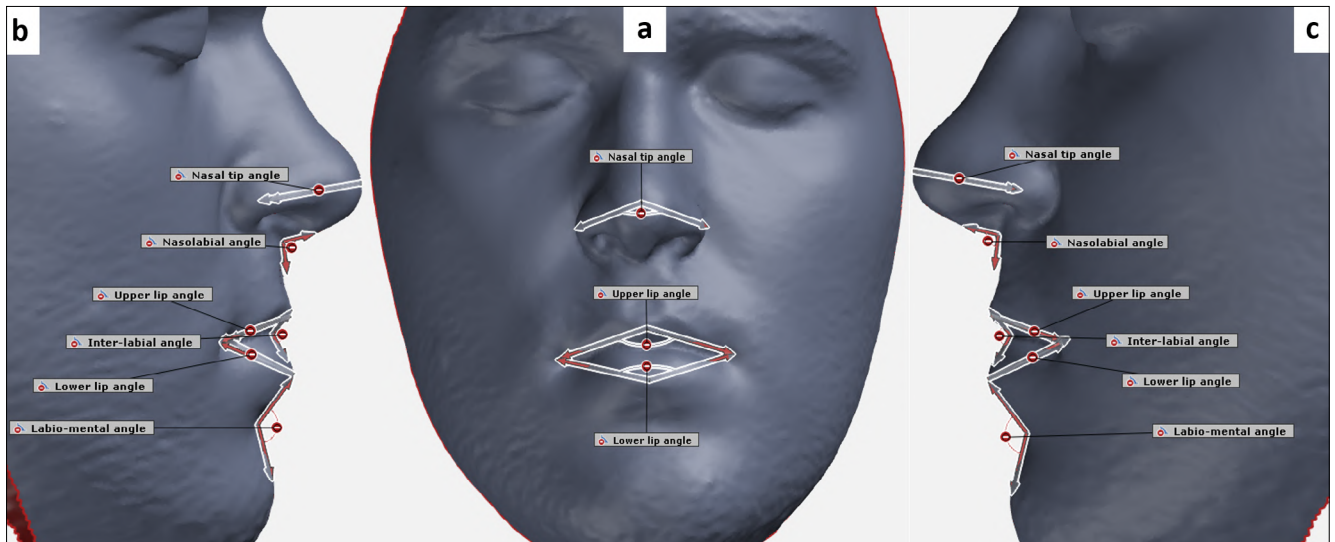 b
Nasal tip angle
Nasolabial angle
Upper lip angle
Inter-labial angle
Lower lip angle
Labio-mental angle
a
Nasal tip angle
Upper lip angle
Lower lip angle
c
Nasal tip angle
Nasolabial angle
Upper lip angle
Inter-labial angle
Lower lip angle
Labio-mental angle